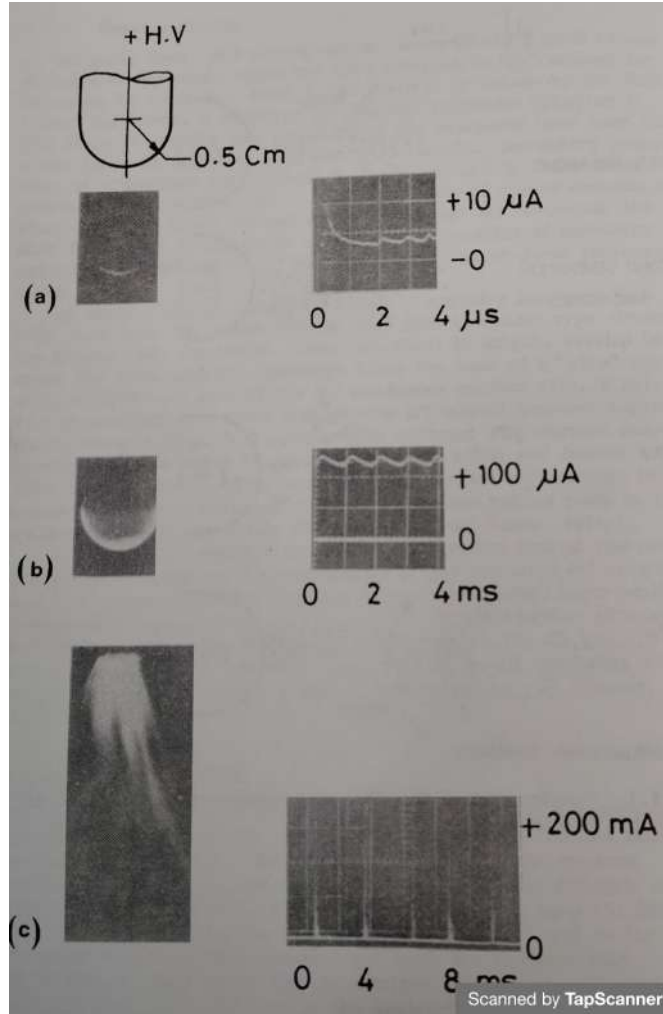 + H.V
0.5 Cm
(a)
+10 μA
-0
0 2 4 μs
(b)
+100 μA
0
0 2 4 ms
(c)
+200 mA
0
0 4 8 ms
Scanned by TapScanner